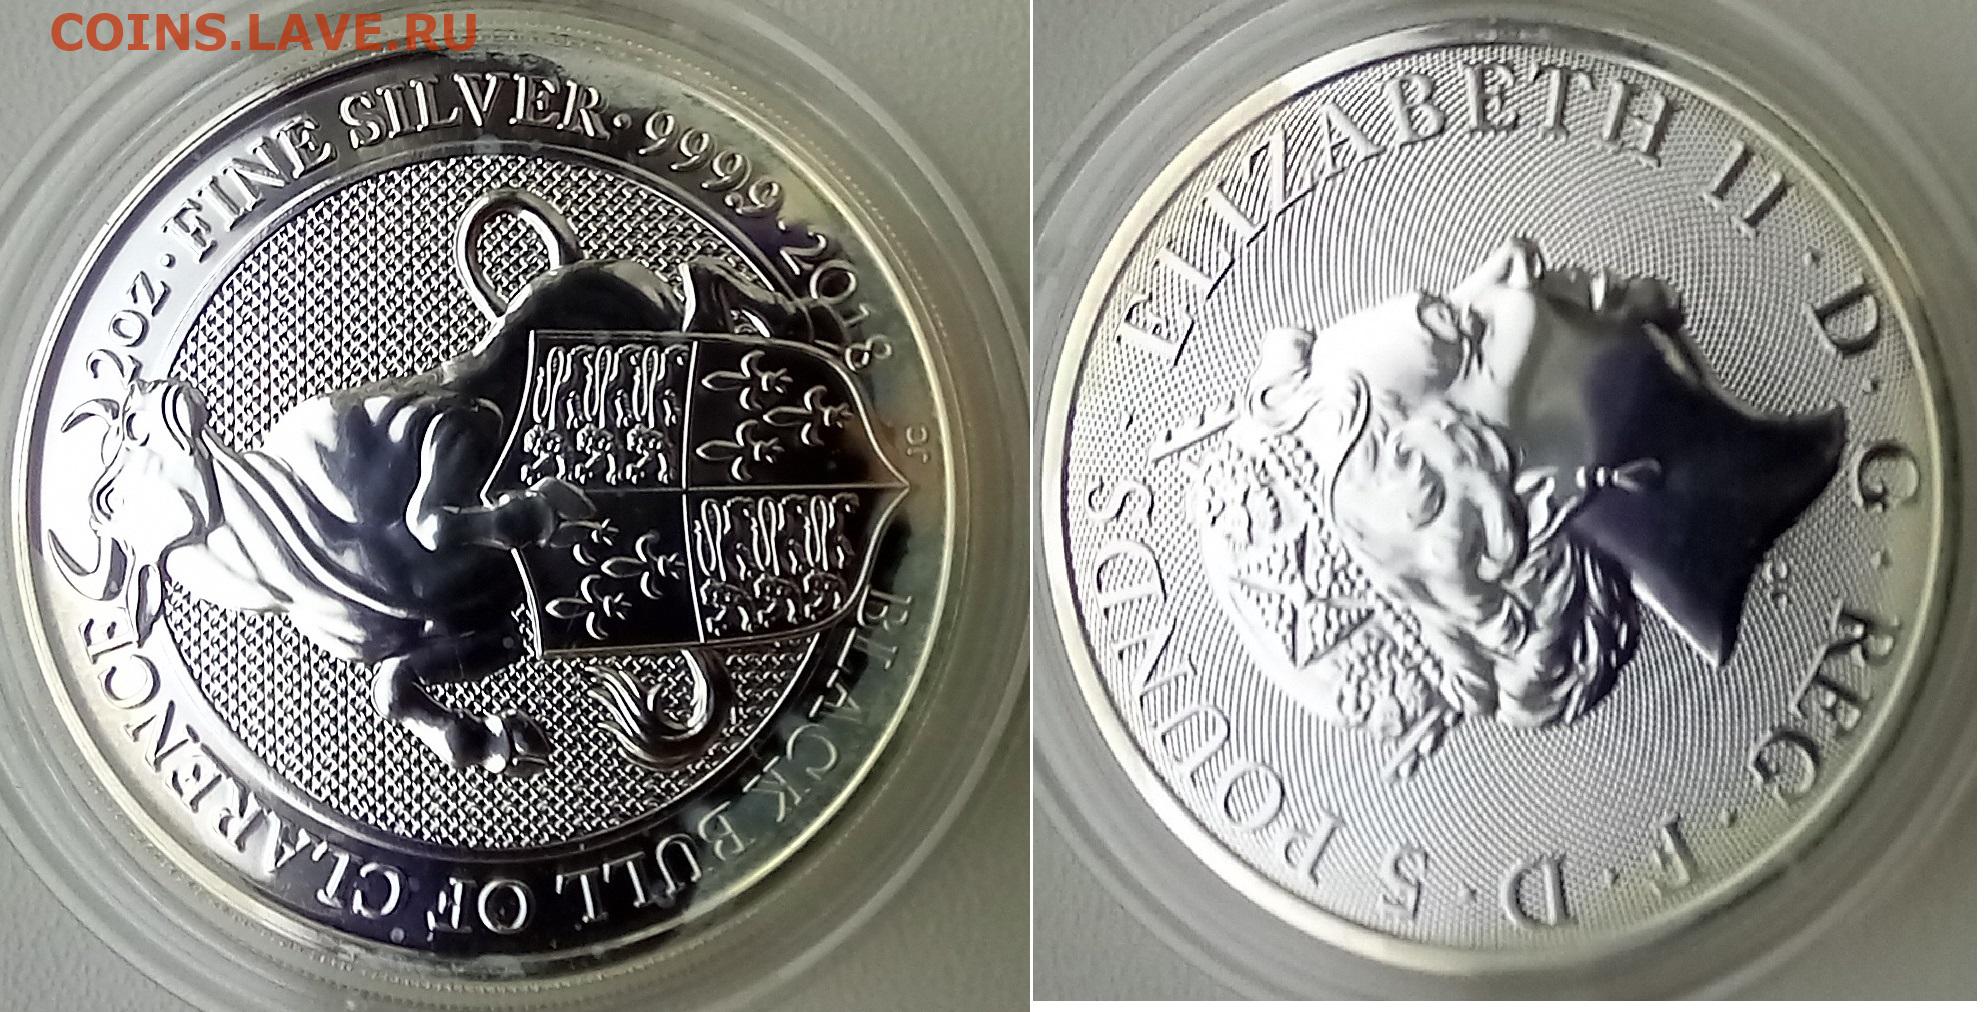 COINS.LAVE.RU
BLACK BULL OF CLARENCE
2oz · FINE SILVER · 9999 · 2018
JC
· ELIZABETH II · D · G · REG · F · D · 5 POUNDS
J.C